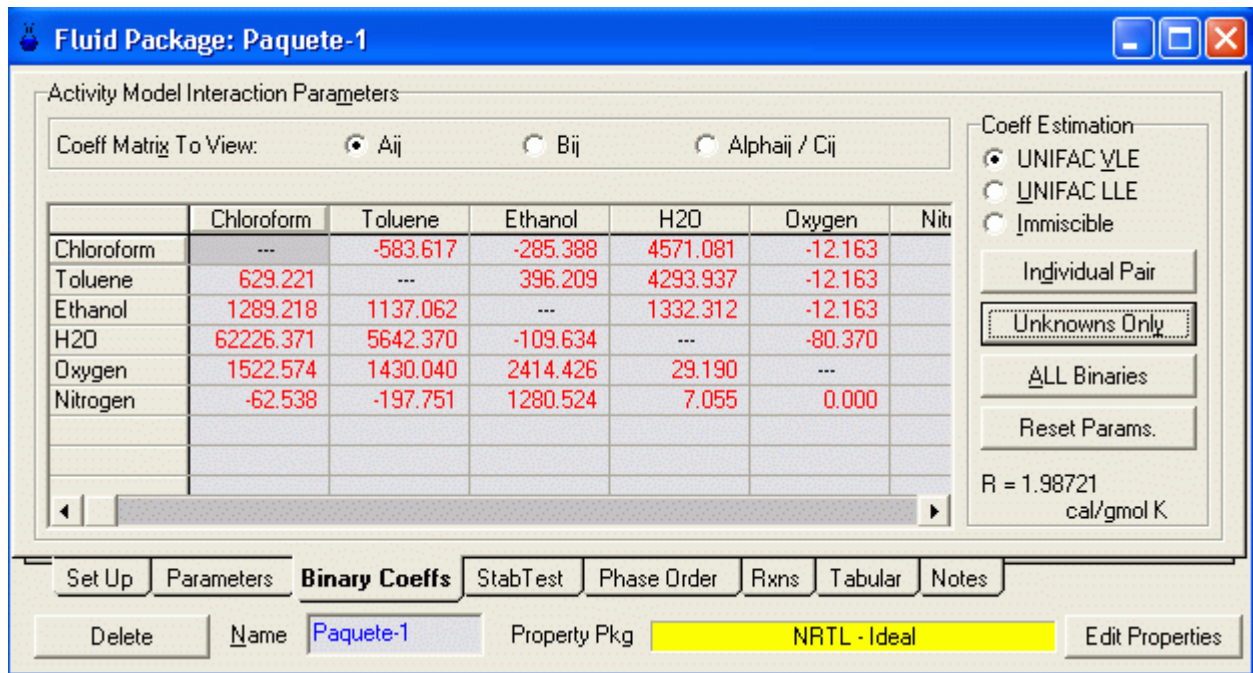 Fluid Package: Paquete-1
Activity Model Interaction Parameters
Coeff Matrix To View: Aij Bij Alphaij / Cij
Chloroform Toluene Ethanol H2O Oxygen Nitr
Chloroform --- -583.617 -285.388 4571.081 -12.163
Toluene 629.221 --- 396.209 4293.937 -12.163
Ethanol 1289.218 1137.062 --- 1332.312 -12.163
H2O 62226.371 5642.370 -109.634 --- -80.370
Oxygen 1522.574 1430.040 2414.426 29.190 ---
Nitrogen -62.538 -197.751 1280.524 7.055 0.000
Coeff Estimation
UNIFAC VLE
UNIFAC LLE
Immiscible
Individual Pair
Unknowns Only
ALL Binaries
Reset Params.
R = 1.98721
cal/gmol K
Set Up Parameters Binary Coeffs StabTest Phase Order Rxns Tabular Notes
Delete Name Paquete-1 Property Pkg NRTL - Ideal Edit Properties